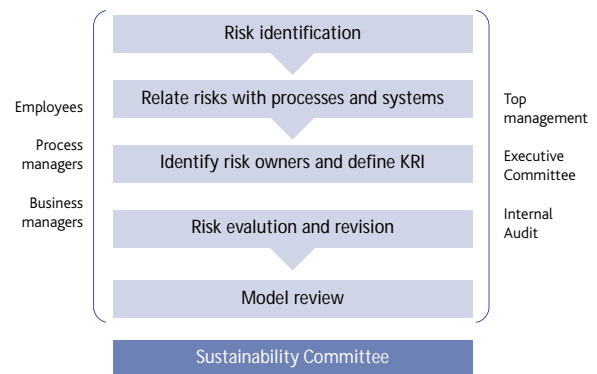 Risk identification
Relate risks with processes and systems
Identify risk owners and define KRI
Risk evalution and revision
Model review
Sustainability Committee
Employees
Process
managers
Business
managers
Top
management
Executive
Committee
Internal
Audit